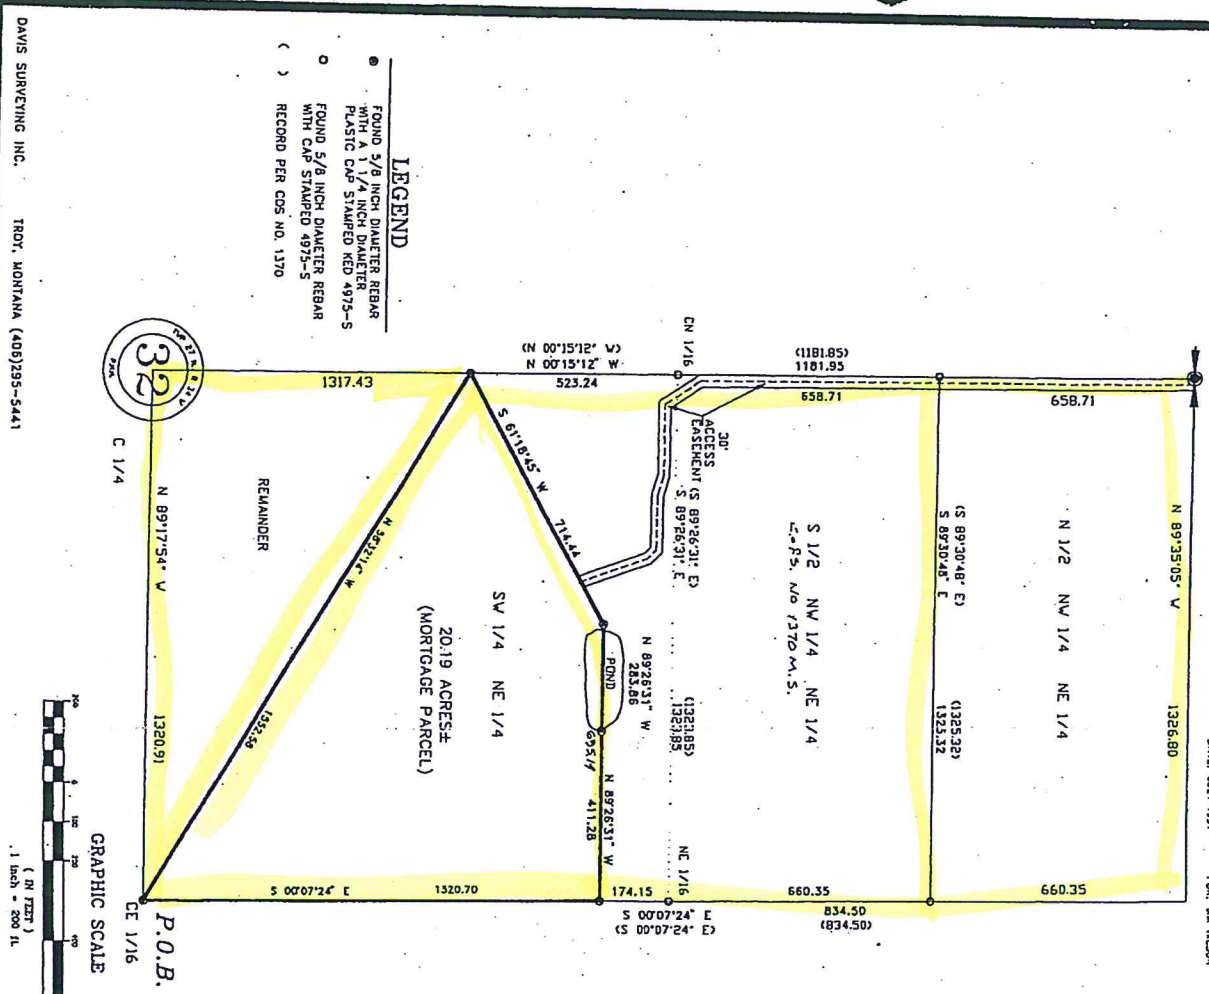 DAVIS SURVEYING INC. TROY, MONTANA (406)295-5441
LEGEND
FOUND 5/8 INCH DIAMETER REBAR
WITH A 1 1/4 INCH DIAMETER
PLASTC CAP STAMPED KED 4975-S
FOUND 5/8 INCH DIAMETER REBAR
WITH CAP STAMPED 4975-S
( ) RECORD PER COS NO. 1370
32
C 1/4
N 89°17'54" W 1320.91
REMAINDER
1317.43
(N 00°15'12" W)
N 00°15'12" W
523.24
CN 1/16
(1181.85)
1181.95
658.71
658.71
30'
ACCESS
EASEMENT
(S 89°26'31" E)
S 89°26'31" E
(1323.85)
1323.85
S 61°18'45" W 714.44
N 38°32'14" W
1552.58
SW 1/4 NE 1/4
20.19 ACRES±
(MORTGAGE PARCEL)
N 89°26'31" W
283.86
POND
695.14
N 89°26'31" W
411.28
S 1/2 NW 1/4 NE 1/4
NO 1370 M.S.
(S 89°30'48" E)
S 89°30'48" E
(1325.32)
1325.32
N 1/2 NW 1/4 NE 1/4
N 89°35'05" W 1326.80
S 00°07'24" E 1320.70
174.15
NE 1/16
660.35
660.35
S 00°07'24" E 834.50
(S 00°07'24" E) (834.50)
P.O.B.
CE 1/16
GRAPHIC SCALE
( IN FEET )
1 inch = 200 ft.